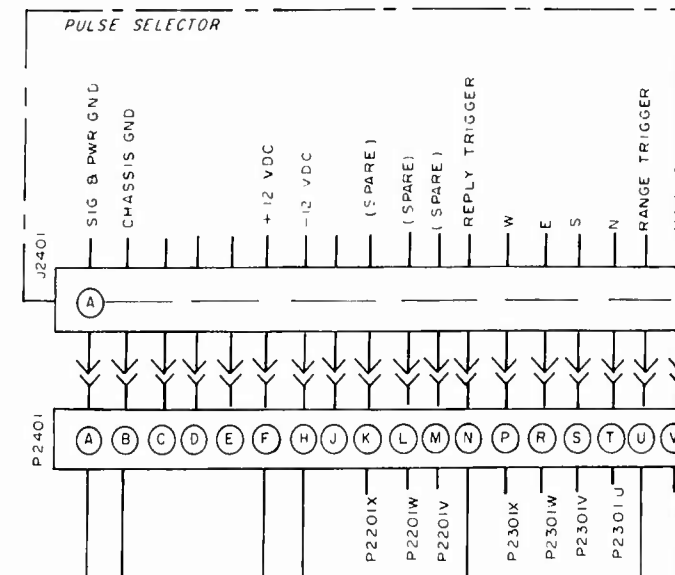 PULSE SELECTOR
SIG & PWR GND
CHASSIS GND
+12 VDC
-12 VDC
(SPARE)
(SPARE)
(SPARE)
REPLY TRIGGER
W
E
S
N
RANGE TRIGGER
J2401
A
P2401
A B C D E F H J K L M N P R S T U V
P2201X
P2201W
P2201V
P2301X
P2301W
P2301V
P2301U